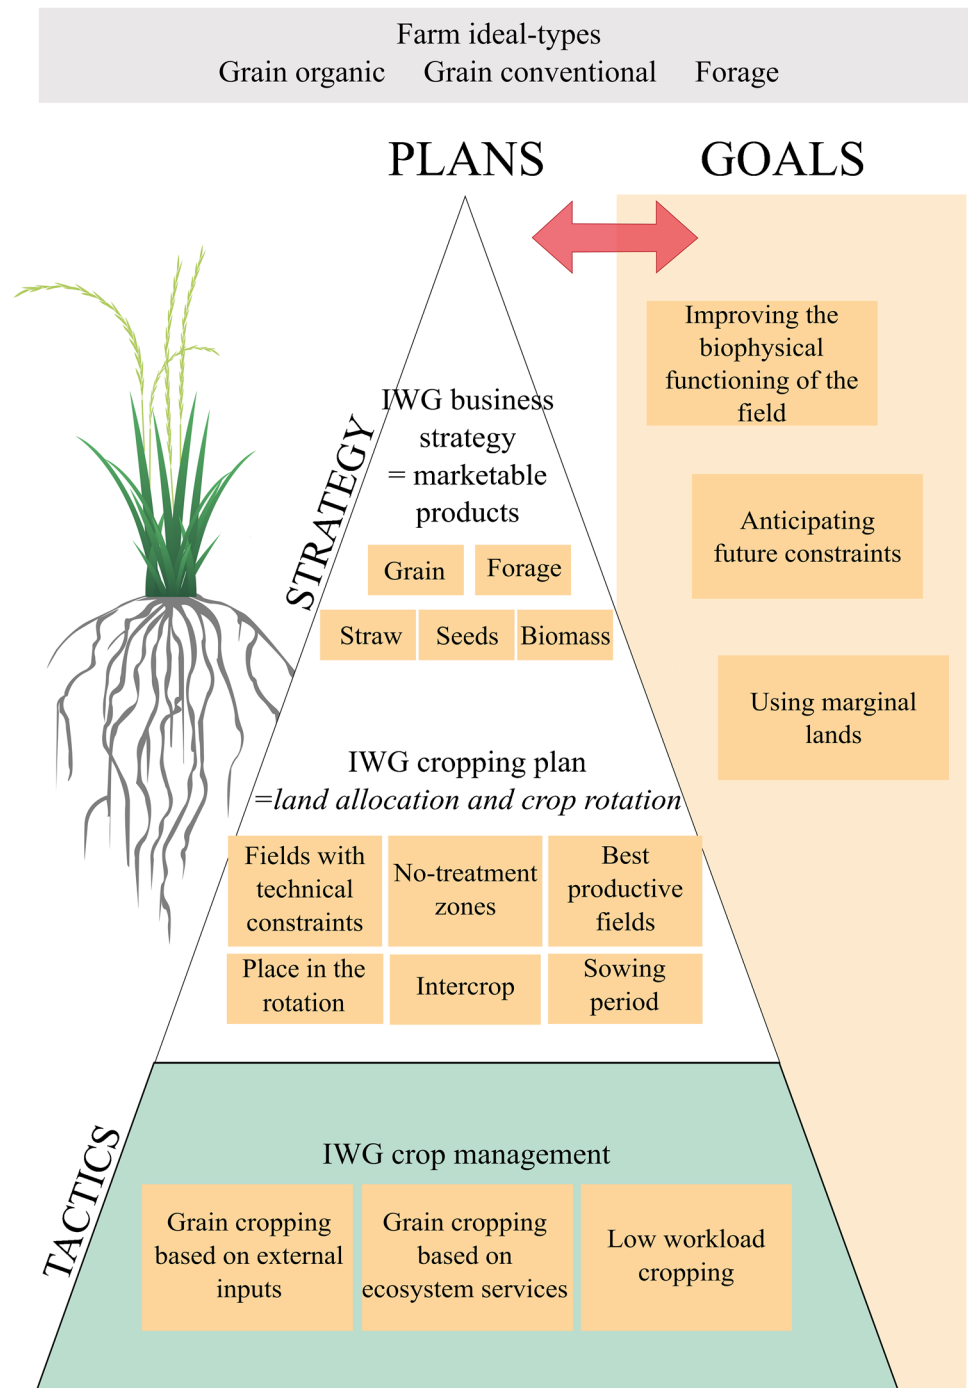 Farm ideal-types
Grain organic Grain conventional Forage
PLANS
GOALS
STRATEGY
IWG business
strategy
= marketable
products
Grain
Forage
Straw
Seeds
Biomass
IWG cropping plan
=land allocation and crop rotation
Fields with
technical
constraints
No-treatment
zones
Best
productive
fields
Place in the
rotation
Intercrop
Sowing
period
TACTICS
IWG crop management
Grain cropping
based on external
inputs
Grain cropping
based on
ecosystem services
Low workload
cropping
Improving the
biophysical
functioning of the
field
Anticipating
future constraints
Using marginal
lands